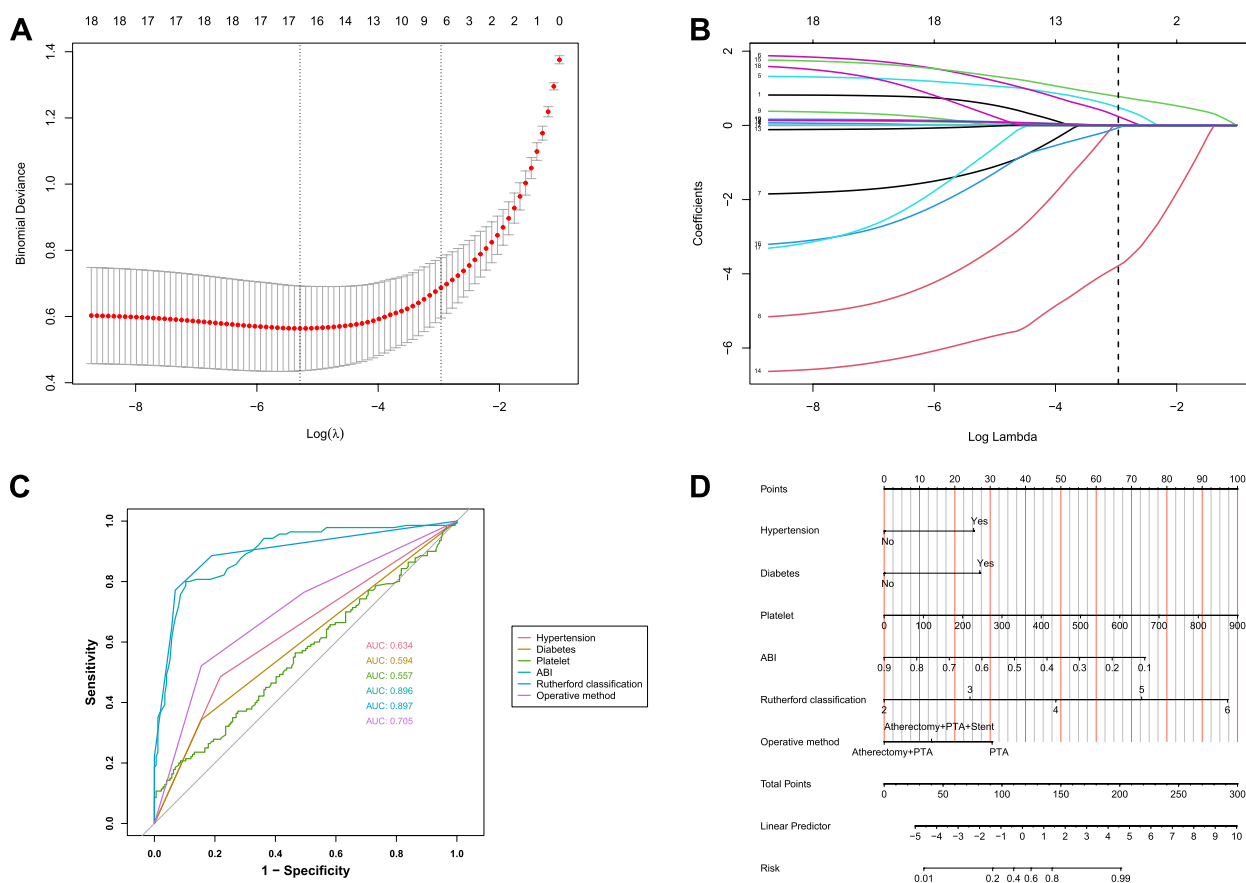 A
18 18 17 17 18 18 17 17 14 13 10 9 6 3 2 2 1 0
Binomial Deviance
1.4
1.2
1.0
0.8
0.6
0.4
−8 −6 −4 −2
Log(λ)
B
18 18 13 2
Coefficients
2
0
−2
−4
−6
6
15
18
5
1
9
13
7
16
17
8
14
−8 −6 −4 −2
Log Lambda
C
Sensitivity
1.0
0.8
0.6
0.4
0.2
0.0
AUC: 0.634
AUC: 0.594
AUC: 0.557
AUC: 0.896
AUC: 0.897
AUC: 0.705
0.0 0.2 0.4 0.6 0.8 1.0
1 − Specificity
Hypertension
Diabetes
Platelet
ABI
Rutherford classification
Operative method
D
Points
0 10 20 30 40 50 60 70 80 90 100
Hypertension
Yes
No
Diabetes
Yes
No
Platelet
0 100 200 300 400 500 600 700 800 900
ABI
0.9 0.8 0.7 0.6 0.5 0.4 0.3 0.2 0.1
Rutherford classification
3 5
2 4 6
Atherectomy+PTA+Stent
Operative method
Atherectomy+PTA PTA
Total Points
0 50 100 150 200 250 300
Linear Predictor
−5 −4 −3 −2 −1 0 1 2 3 4 5 6 7 8 9 10
Risk
0.01 0.2 0.4 0.6 0.8 0.99